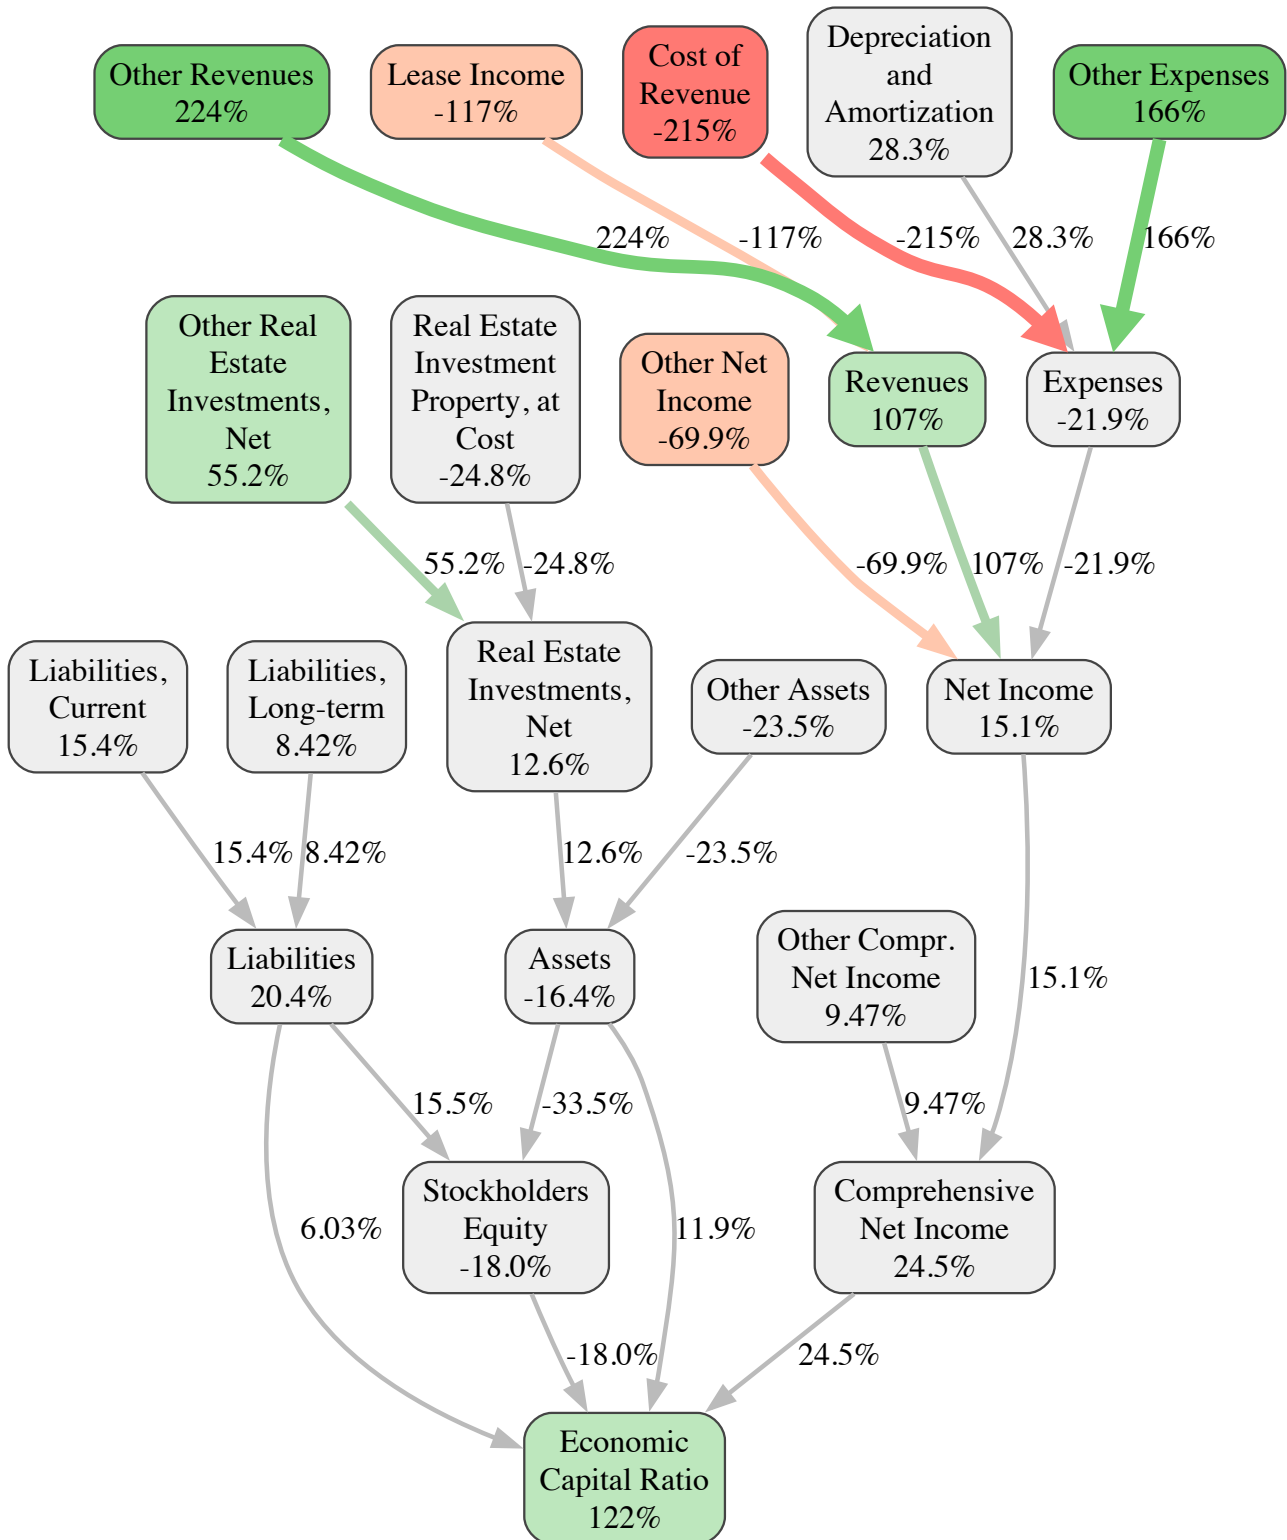 Other Revenues
224%
Lease Income
-117%
Cost of
Revenue
-215%
Depreciation
and
Amortization
28.3%
Other Expenses
166%
224%
-117%
-215%
28.3%
166%
Other Real
Estate
Investments,
Net
55.2%
Real Estate
Investment
Property, at
Cost
-24.8%
Other Net
Income
-69.9%
Revenues
107%
Expenses
-21.9%
55.2%
-24.8%
-69.9%
107%
-21.9%
Liabilities,
Current
15.4%
Liabilities,
Long-term
8.42%
Real Estate
Investments,
Net
12.6%
Other Assets
-23.5%
Net Income
15.1%
15.4%
8.42%
12.6%
-23.5%
Liabilities
20.4%
Assets
-16.4%
Other Compr.
Net Income
9.47%
15.1%
15.5%
-33.5%
9.47%
Stockholders
Equity
-18.0%
Comprehensive
Net Income
24.5%
6.03%
11.9%
-18.0%
24.5%
Economic
Capital Ratio
122%